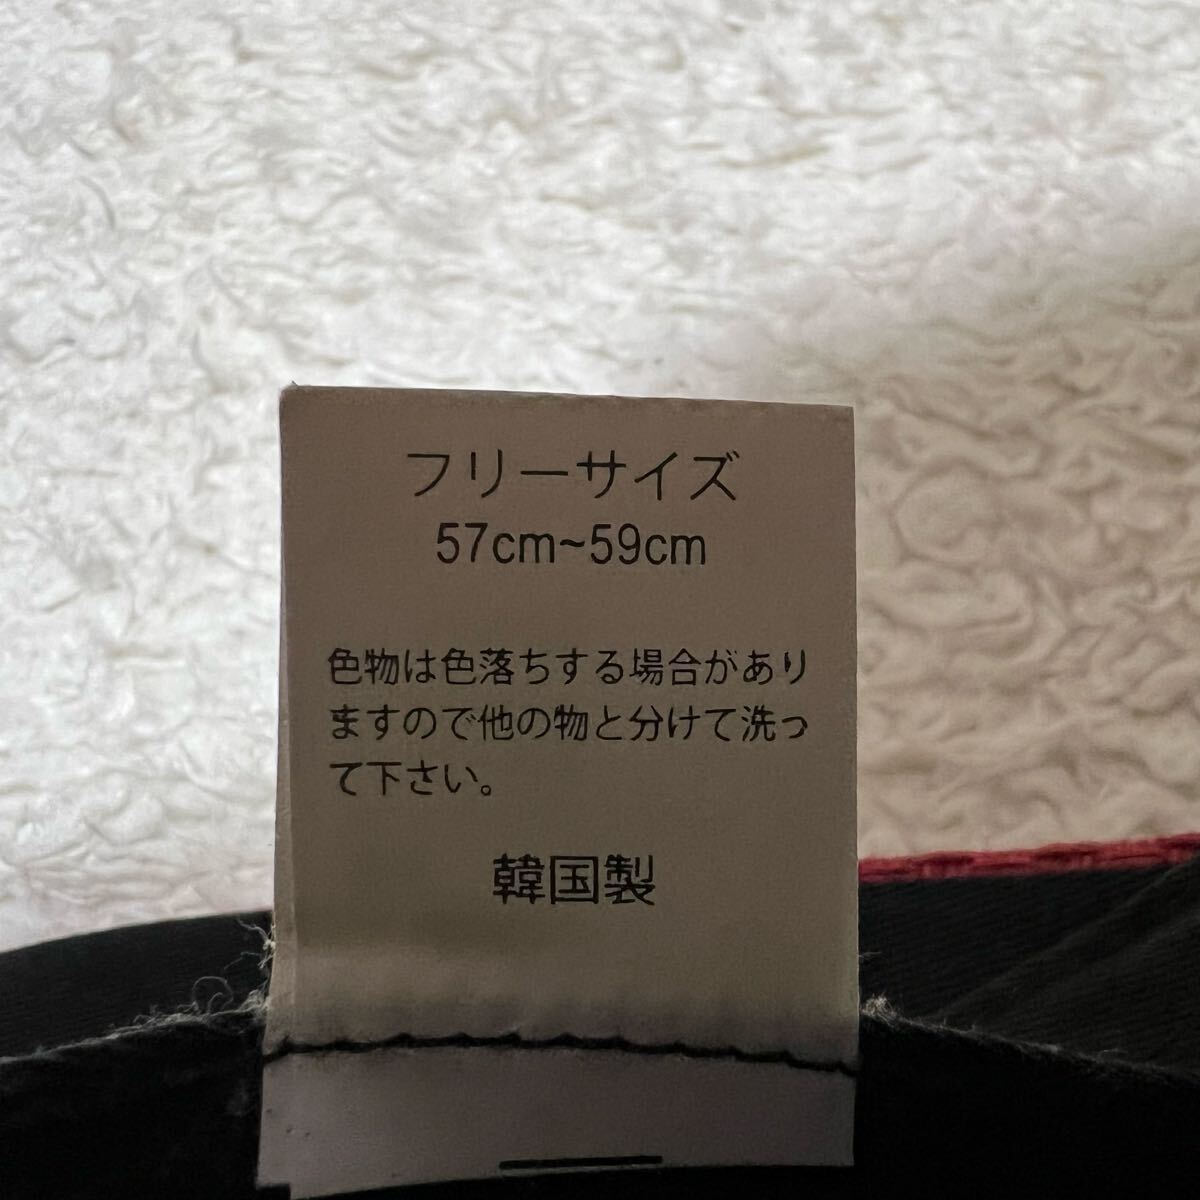 フリーサイズ
57cm~59cm
色物は色落ちする場合があり
ますので他の物と分けて洗っ
て下さい。
韓国製